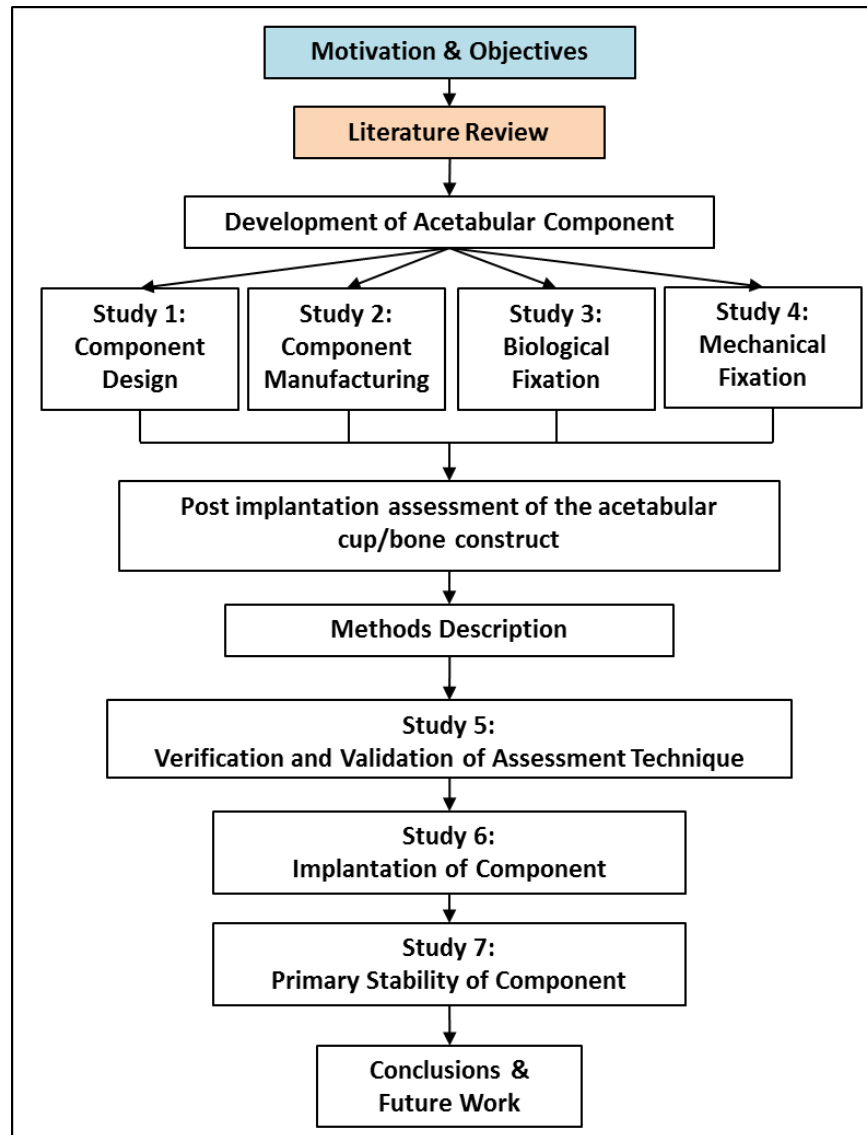 Motivation & Objectives
Literature Review
Development of Acetabular Component
Study 1:
Component
Design
Study 2:
Component
Manufacturing
Study 3:
Biological
Fixation
Study 4:
Mechanical
Fixation
Post implantation assessment of the acetabular
cup/bone construct
Methods Description
Study 5:
Verification and Validation of Assessment Technique
Study 6:
Implantation of Component
Study 7:
Primary Stability of Component
Conclusions &
Future Work